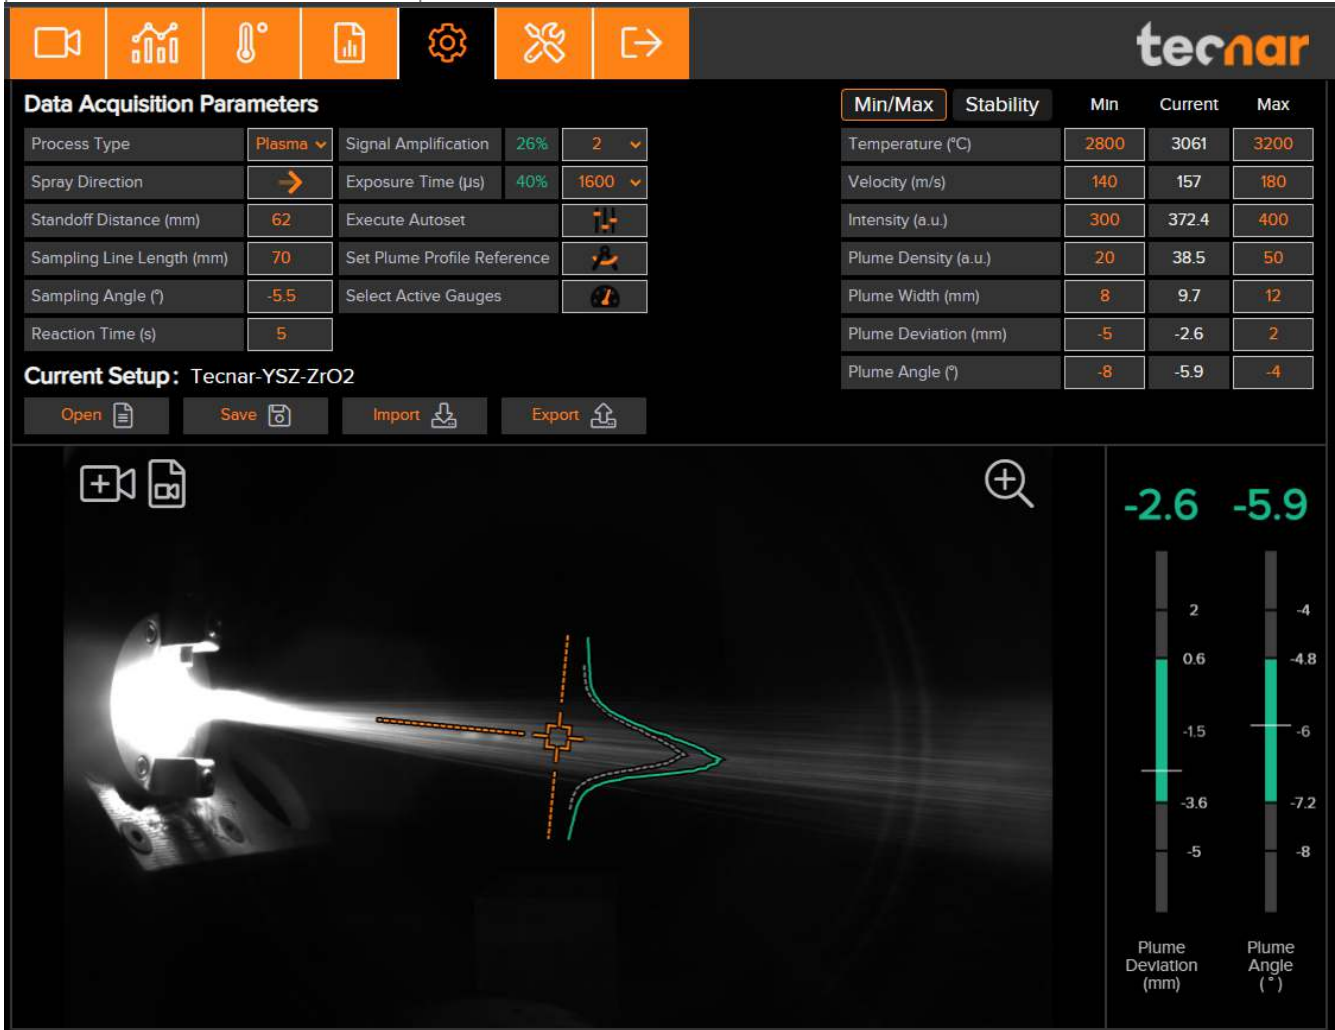 tecnar
Data Acquisition Parameters
Process Type Plasma Signal Amplification 26% 2
Spray Direction Exposure Time (µs) 40% 1600
Standoff Distance (mm) 62 Execute Autoset
Sampling Line Length (mm) 70 Set Plume Profile Reference
Sampling Angle (°) -5.5 Select Active Gauges
Reaction Time (s) 5
Current Setup: Tecnar-YSZ-ZrO2
Open Save Import Export
Min/Max Stability Min Current Max
Temperature (°C) 2800 3061 3200
Velocity (m/s) 140 157 180
Intensity (a.u.) 300 372.4 400
Plume Density (a.u.) 20 38.5 50
Plume Width (mm) 8 9.7 12
Plume Deviation (mm) -5 -2.6 2
Plume Angle (°) -8 -5.9 -4
-2.6 -5.9
2 -4
0.6 -4.8
-1.5 -6
-3.6 -7.2
-5 -8
Plume Deviation (mm)
Plume Angle (°)